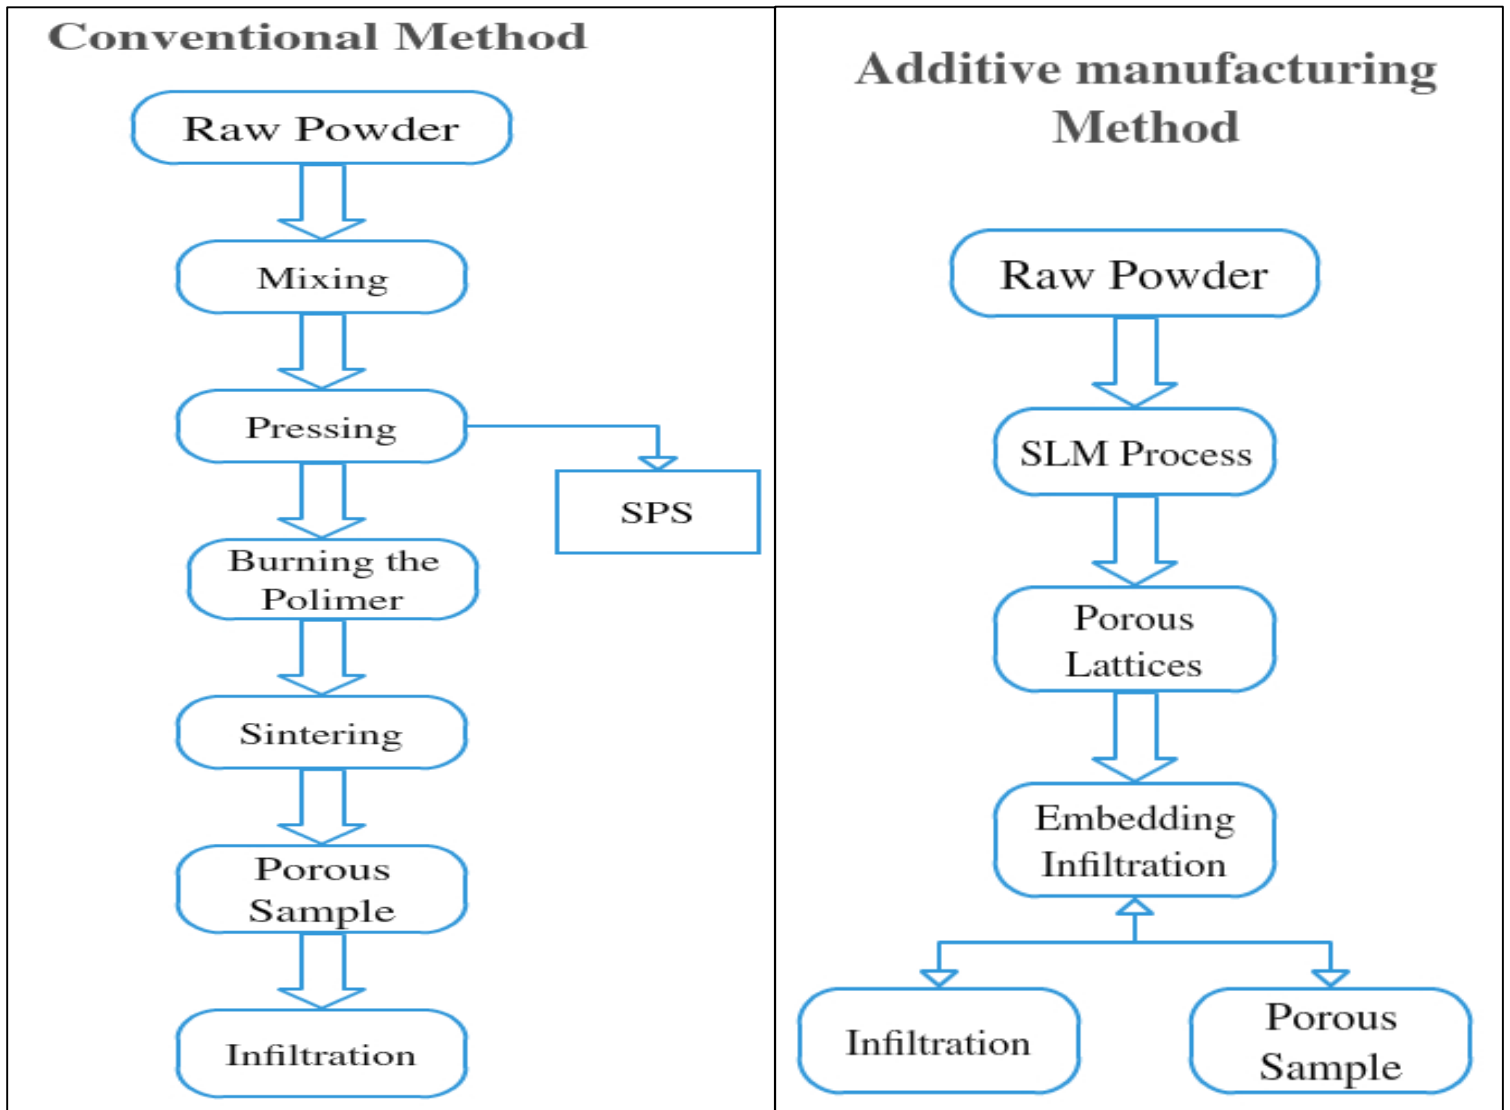 Conventional Method
Raw Powder
Mixing
Pressing
SPS
Burning the
Polimer
Sintering
Porous
Sample
Infiltration
Additive manufacturing
Method
Raw Powder
SLM Process
Porous
Lattices
Embedding
Infiltration
Infiltration
Porous
Sample